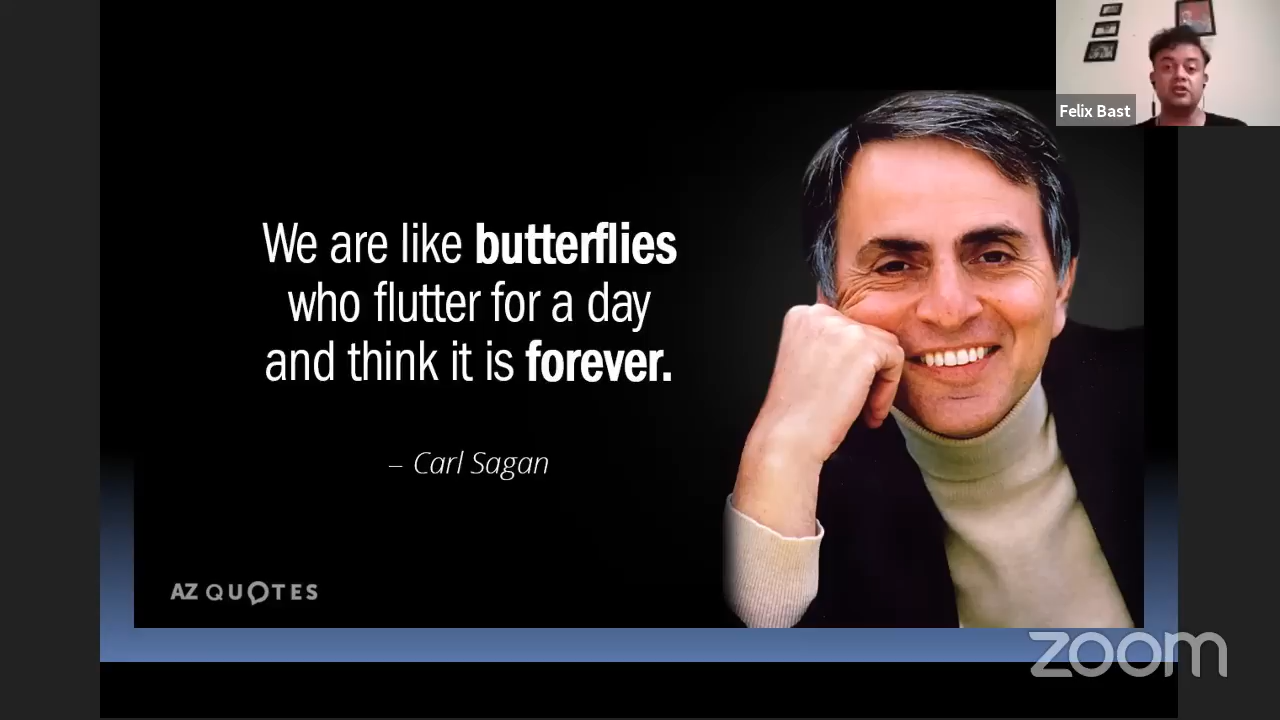 Felix Bast
We are like butterflies
who flutter for a day
and think it is forever.
– Carl Sagan
AZ QUOTES
zoom